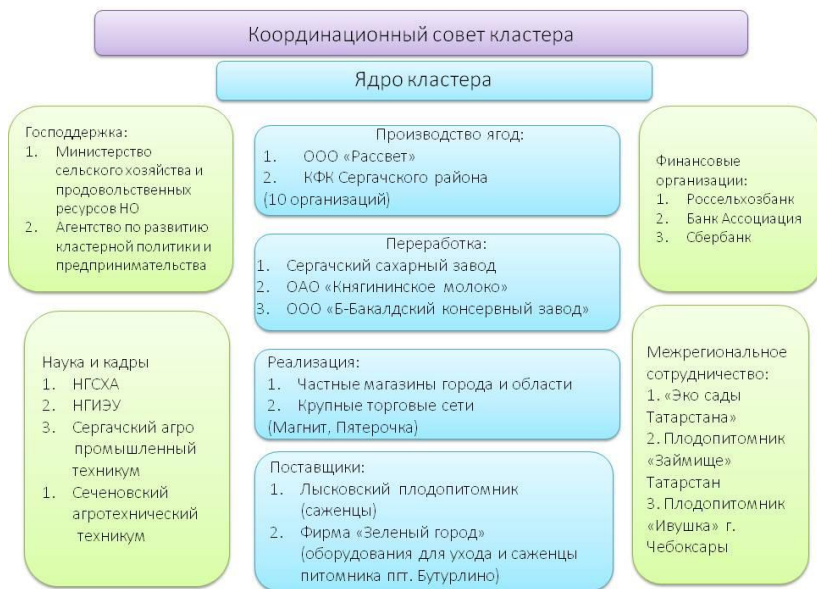 Координационный совет кластера
Ядро кластера
Господдержка:
1. Министерство
сельского хозяйства и
продовольственных
ресурсов НО
2. Агентство по развитию
кластерной политики и
предпринимательства
Производство ягод:
1. ООО «Рассвет»
2. КФК Сергачского района
(10 организаций)
Финансовые
организации:
1. Россельхозбанк
2. Банк Ассоциация
3. Сбербанк
Переработка:
1. Сергачский сахарный завод
2. ОАО «Княгининское молоко»
3. ООО «Б-Бакалдский консервный завод»
Наука и кадры
1. НГСХА
2. НГИЭУ
3. Сергачский агро
промышленный
техникум
1. Сеченовский
агротехнический
техникум
Реализация:
1. Частные магазины города и области
2. Крупные торговые сети
(Магнит, Пятерочка)
Межрегиональное
сотрудничество:
1. «Эко сады
Татарстана»
2. Плодопитомник
«Займище»
Татарстан
3. Плодопитомник
«Ивушка» г.
Чебоксары
Поставщики:
1. Лысковский плодопитомник
(саженцы)
2. Фирма «Зеленый город»
(оборудования для ухода и саженцы
питомника пгт. Бутурлино)